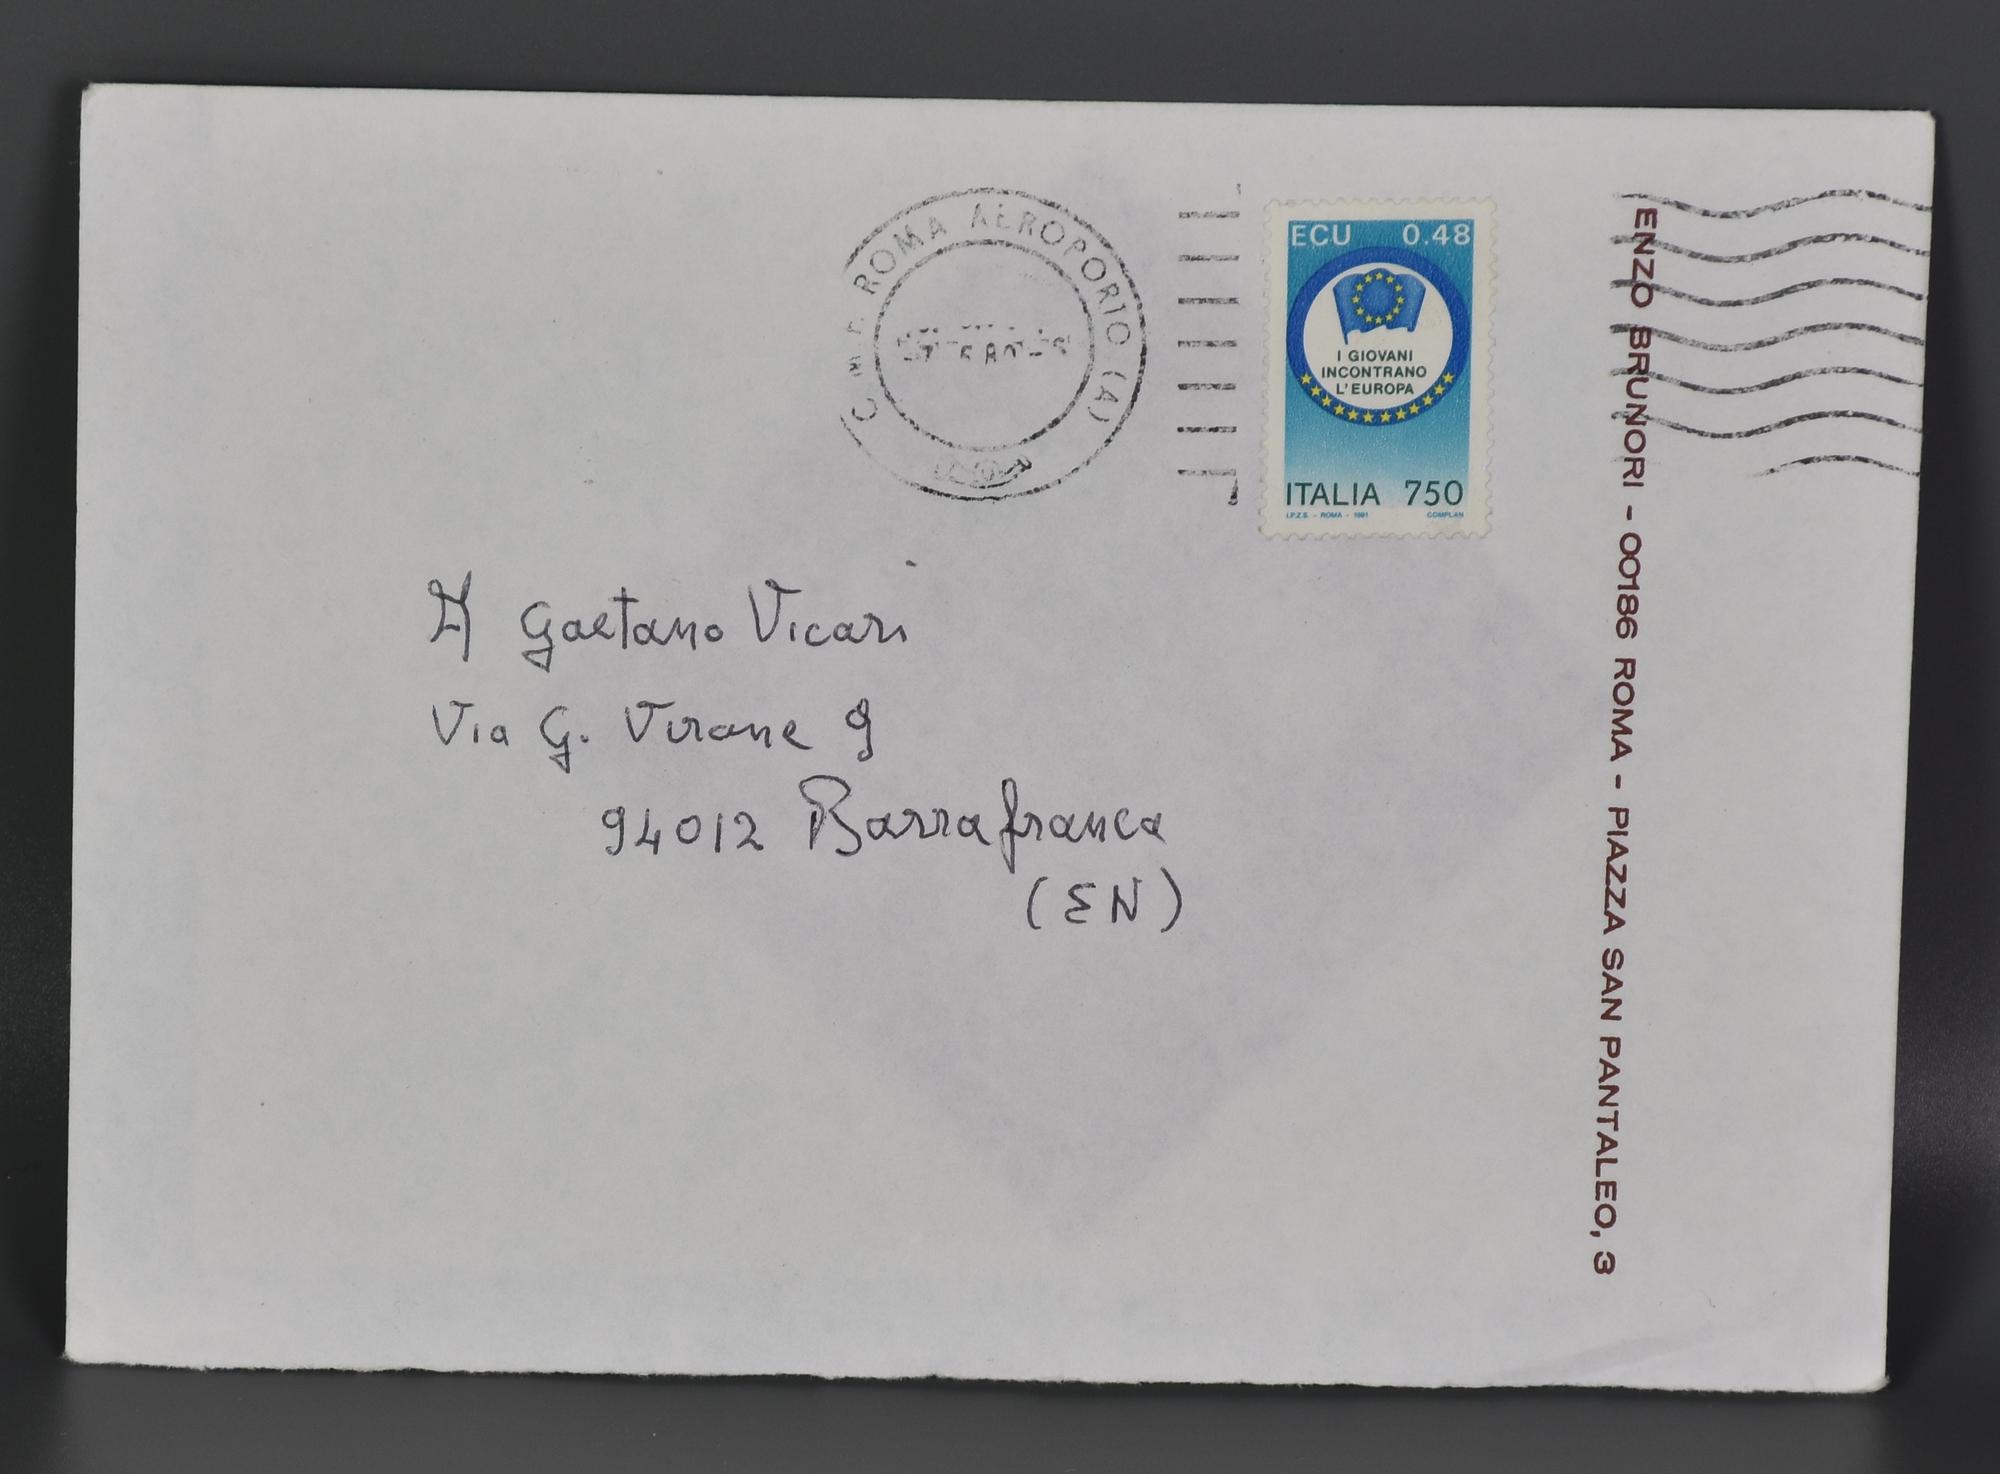 C.M.P. ROMA AEROPORTO (A)
ECU 0.48
I GIOVANI
INCONTRANO
L'EUROPA
ITALIA 750
I.P.Z.S. - ROMA - 1991 COMPLAN
A Gaetano Vicari
Via G. Virone 9
94012 Barrafranca
(EN)
ENZO BRUNORI - 00186 ROMA - PIAZZA SAN PANTALEO, 3